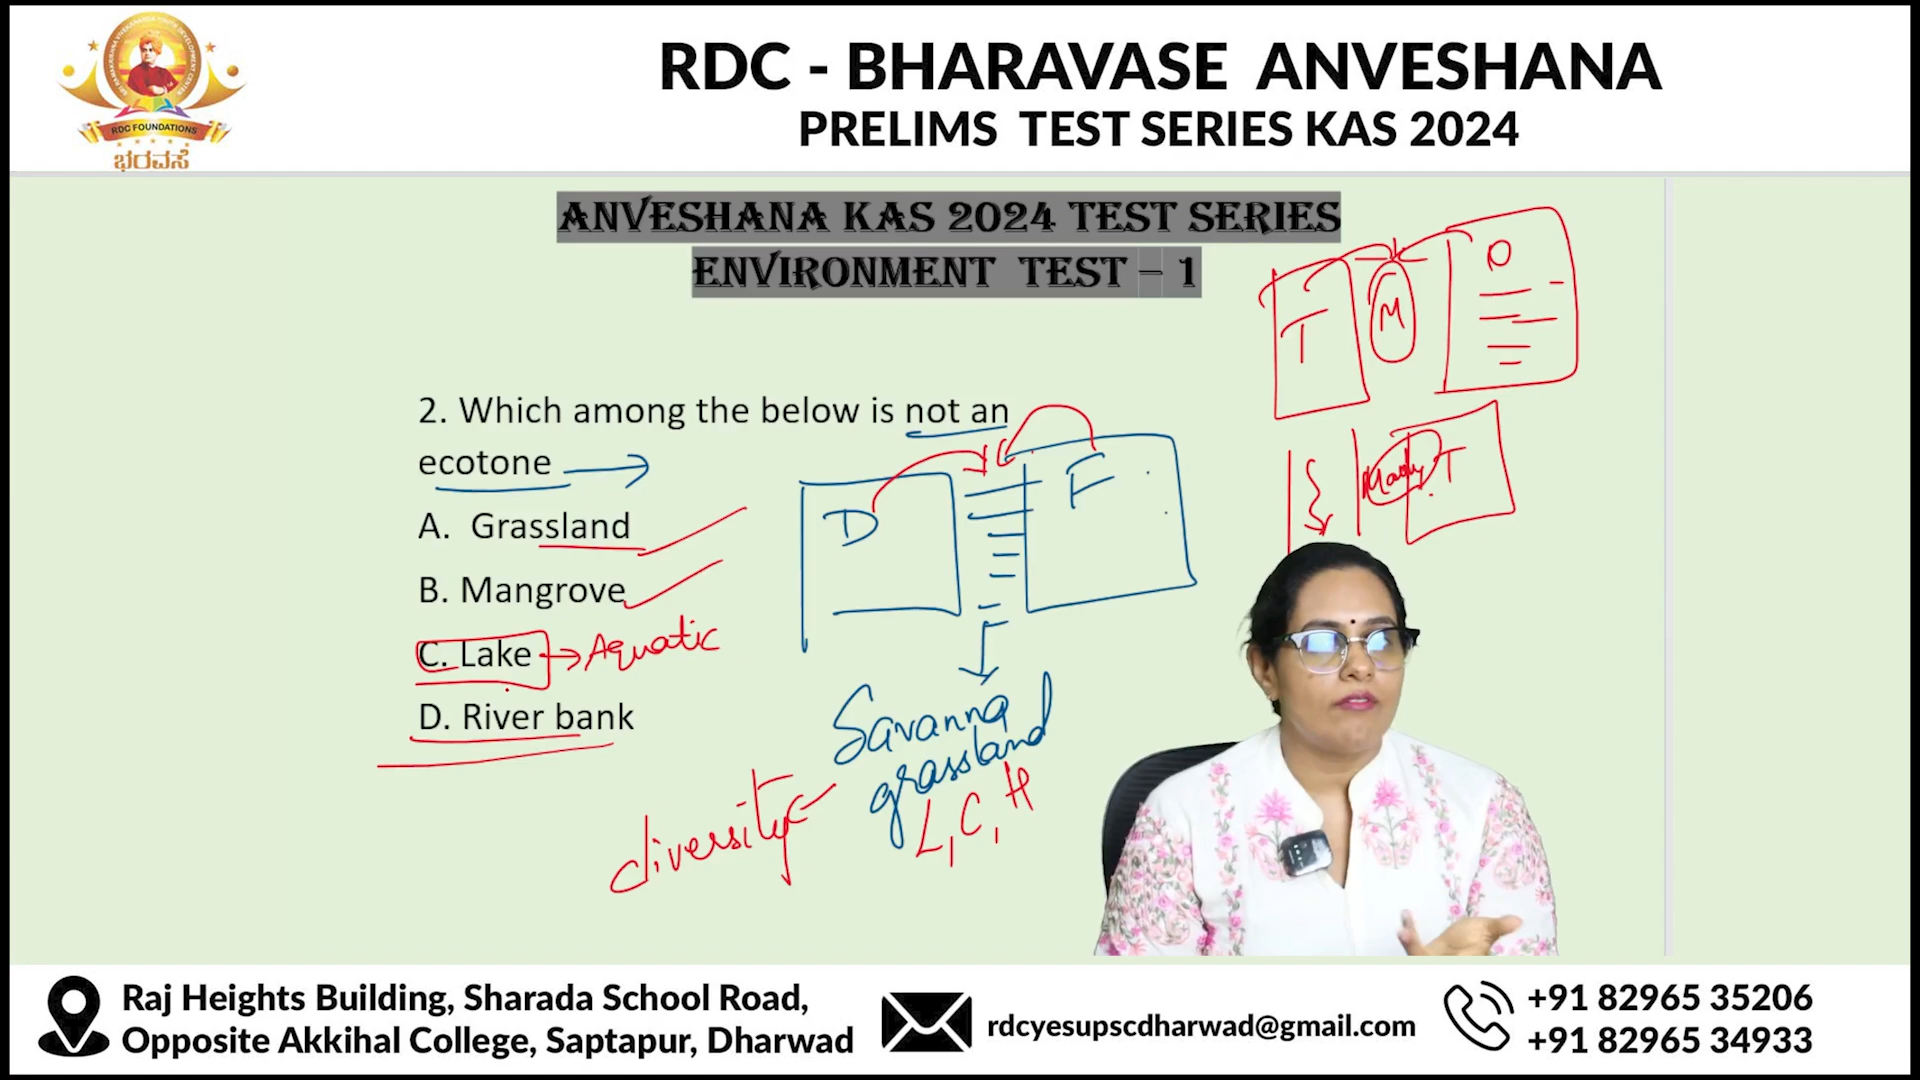 RDC - BHARAVASE ANVESHANA
PRELIMS TEST SERIES KAS 2024
RDC FOUNDATIONS
ಭರವಸೆ
ANVESHANA KAS 2024 TEST SERIES
ENVIRONMENT TEST – 1
T M O
2. Which among the below is not an
ecotone
A. Grassland
B. Mangrove
C. Lake → Aquatic
D. River bank
D F
T
Savanna
grassland
L, C, H
diversity
Raj Heights Building, Sharada School Road,
Opposite Akkihal College, Saptapur, Dharwad
rdcyesupscdharwad@gmail.com
+91 82965 35206
+91 82965 34933